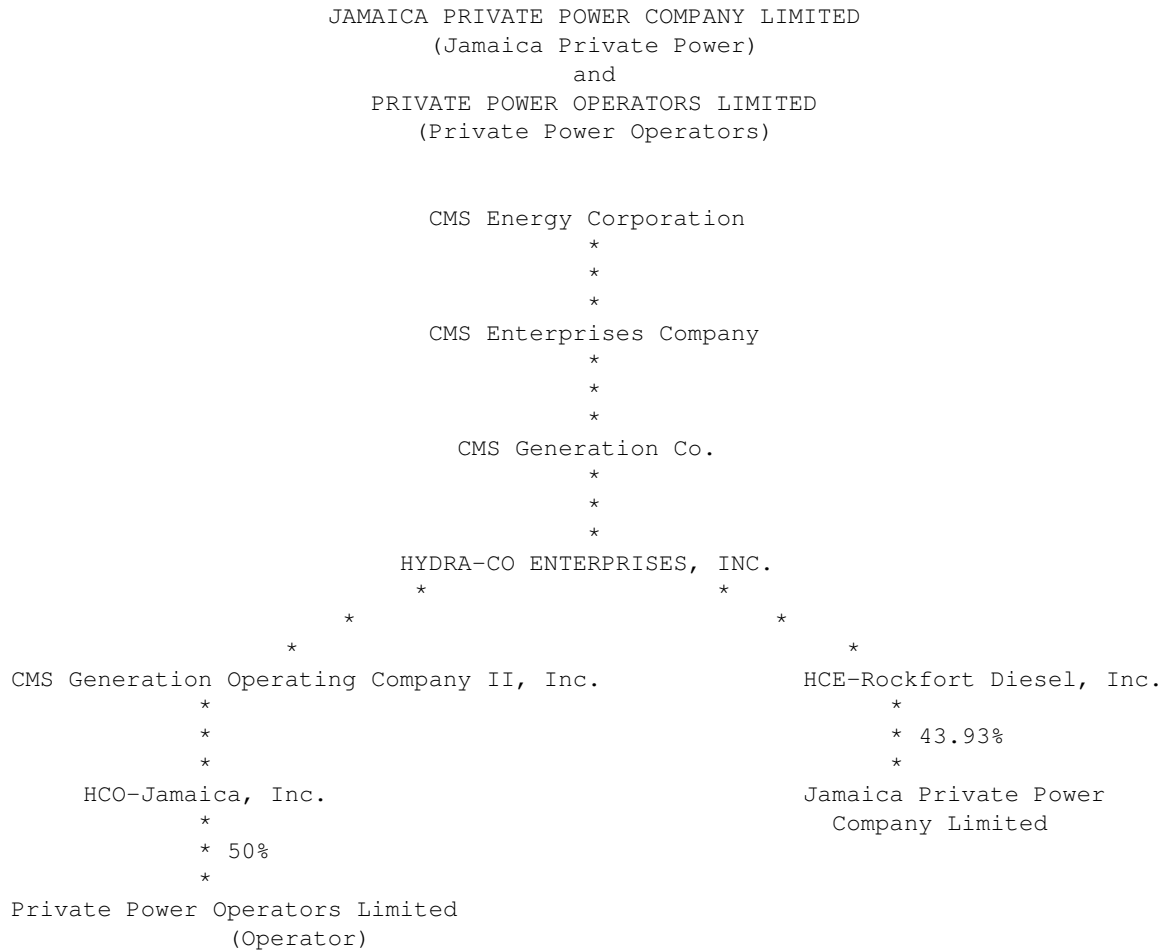 JAMAICA PRIVATE POWER COMPANY LIMITED
(Jamaica Private Power)
and
PRIVATE POWER OPERATORS LIMITED
(Private Power Operators)
CMS Energy Corporation
*
*
*
CMS Enterprises Company
*
*
*
CMS Generation Co.
*
*
*
HYDRA-CO ENTERPRISES, INC.
* *
* *
* *
CMS Generation Operating Company II, Inc. HCE-Rockfort Diesel, Inc.
* *
* * 43.93%
* *
HCO-Jamaica, Inc. Jamaica Private Power
* Company Limited
* 50%
*
Private Power Operators Limited
(Operator)